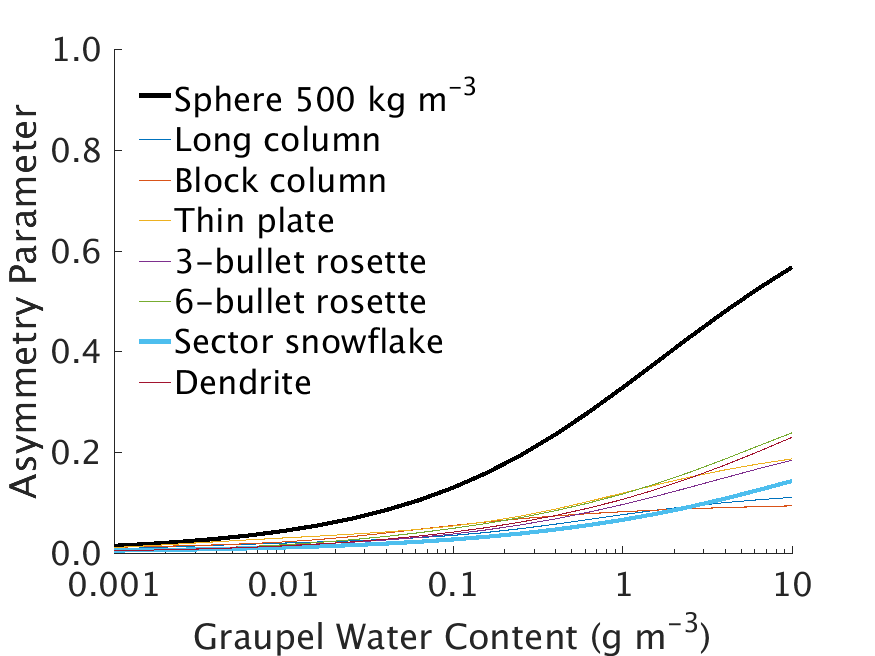 1.0
0.8
0.6
0.4
0.2
0.0
Asymmetry Parameter
Sphere 500 kg m⁻³
Long column
Block column
Thin plate
3-bullet rosette
6-bullet rosette
Sector snowflake
Dendrite
0.001 0.01 0.1 1 10
Graupel Water Content (g m⁻³)